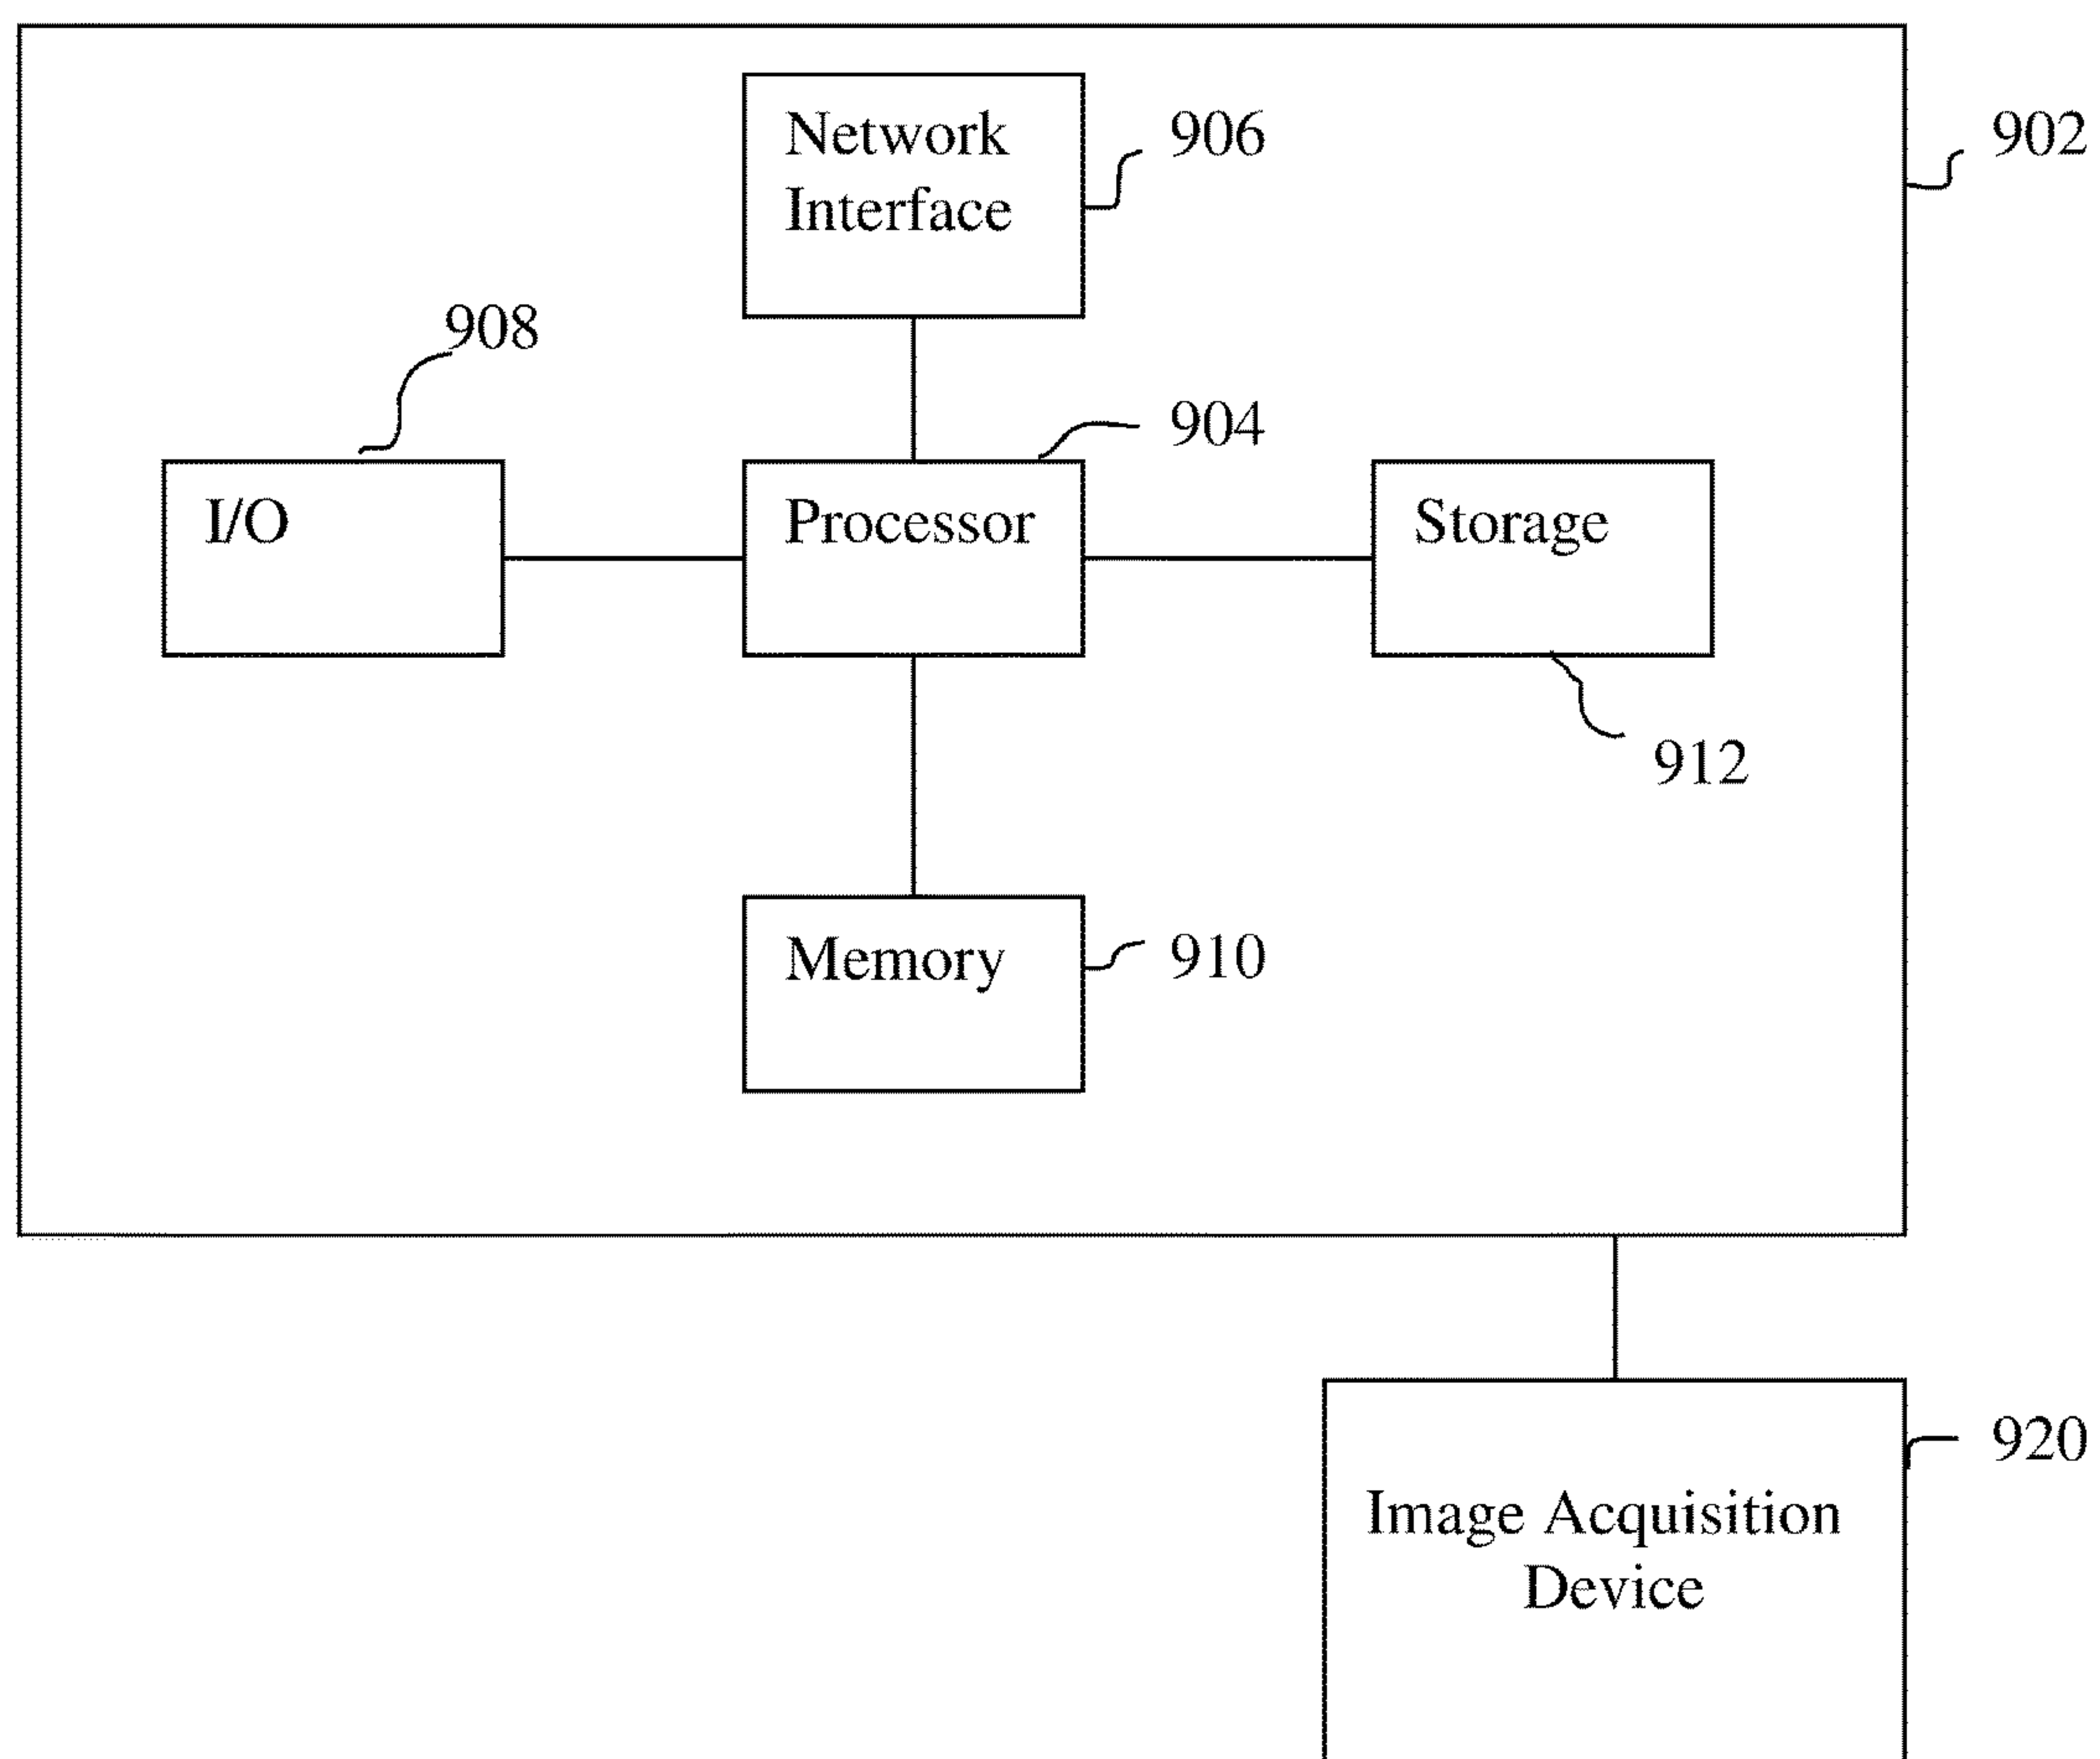 Network
Interface
906
902
908
904
I/O
Processor
Storage
912
Memory
910
920
Image Acquisition
Device